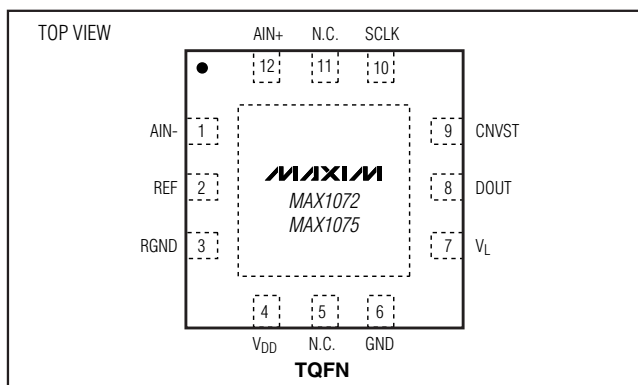 TOP VIEW
AIN+ N.C. SCLK
12 11 10
AIN- 1
9 CNVST
REF 2
8 DOUT
RGND 3
7 VL
MAXIM
MAX1072
MAX1075
4 5 6
VDD N.C. GND
TQFN